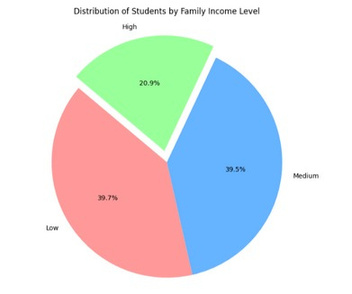 Distribution of Students by Family Income Level
High
20.9%
39.5%
Medium
39.7%
Low